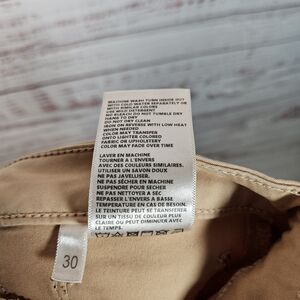 MACHINE WASH TURN INSIDE OUT
WITH COLD WATER SEPARATELY OR
WITH SIMILAR COLORS
USE MILD DETERGENT
NO BLEACH DO NOT TUMBLE DRY
HANG TO DRY
DO NOT DRY CLEAN
IRON ON REVERSE WITH LOW HEAT
WHEN NEEDED
COLOR MAY TRANSFER
ONTO LIGHTER COLORED
FABRIC UPHOLSTERY
COLOR MAY FADE OVER TIME
LAVER EN MACHINE
TOURNER A L'ENVERS
AVEC DES COULEURS SIMILAIRES.
UTILISER UN SAVON DOUX
NE PAS JAVELLISER.
NE PAS SÉCHER EN MACHINE
SUSPENDRE POUR SÉCHER
NE PAS NETTOYER A SEC
REPASSER L'ENVERS A BASSE
TEMPERATURE EN CAS DE BESOIN.
LE TEINTURE PEUT SE TRANSFERER
SUR UN TISSU DE COULEUR PLUS
CLAIR OU DIMINUER AVEC
LE TEMPS.
30